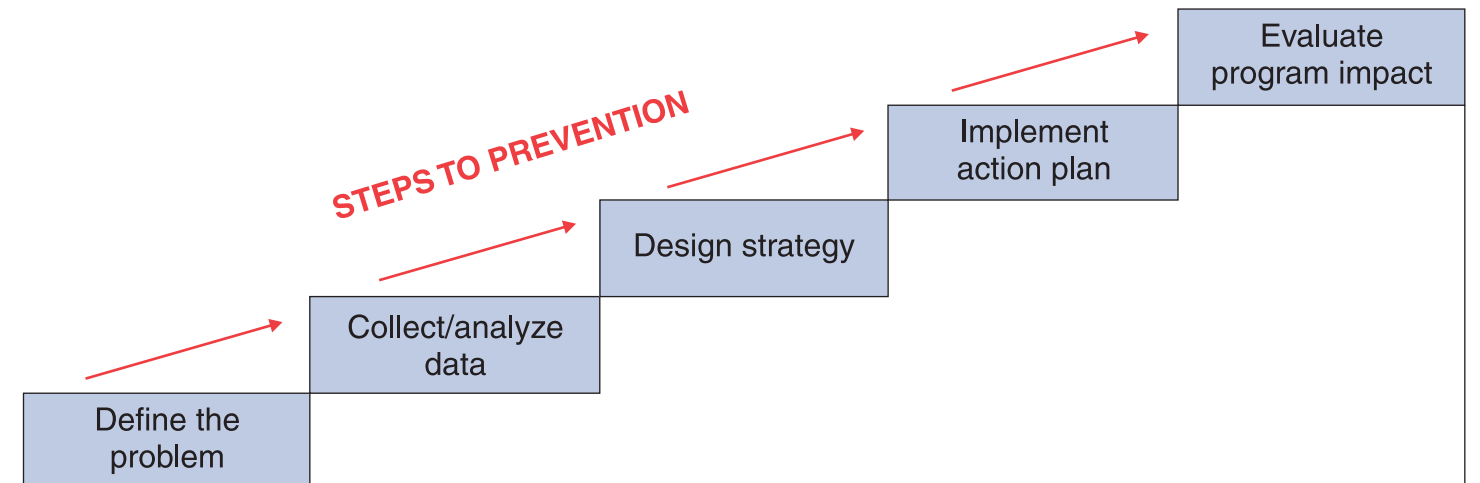 Evaluate
program impact
STEPS TO PREVENTION
Implement
action plan
Design strategy
Collect/analyze
data
Define the
problem